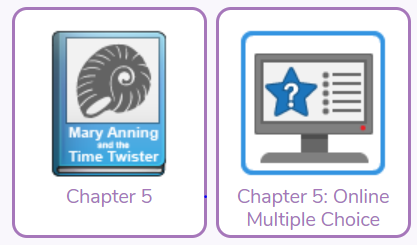 Mary Anning
and the
Time Twister
Chapter 5
?
Chapter 5: Online
Multiple Choice